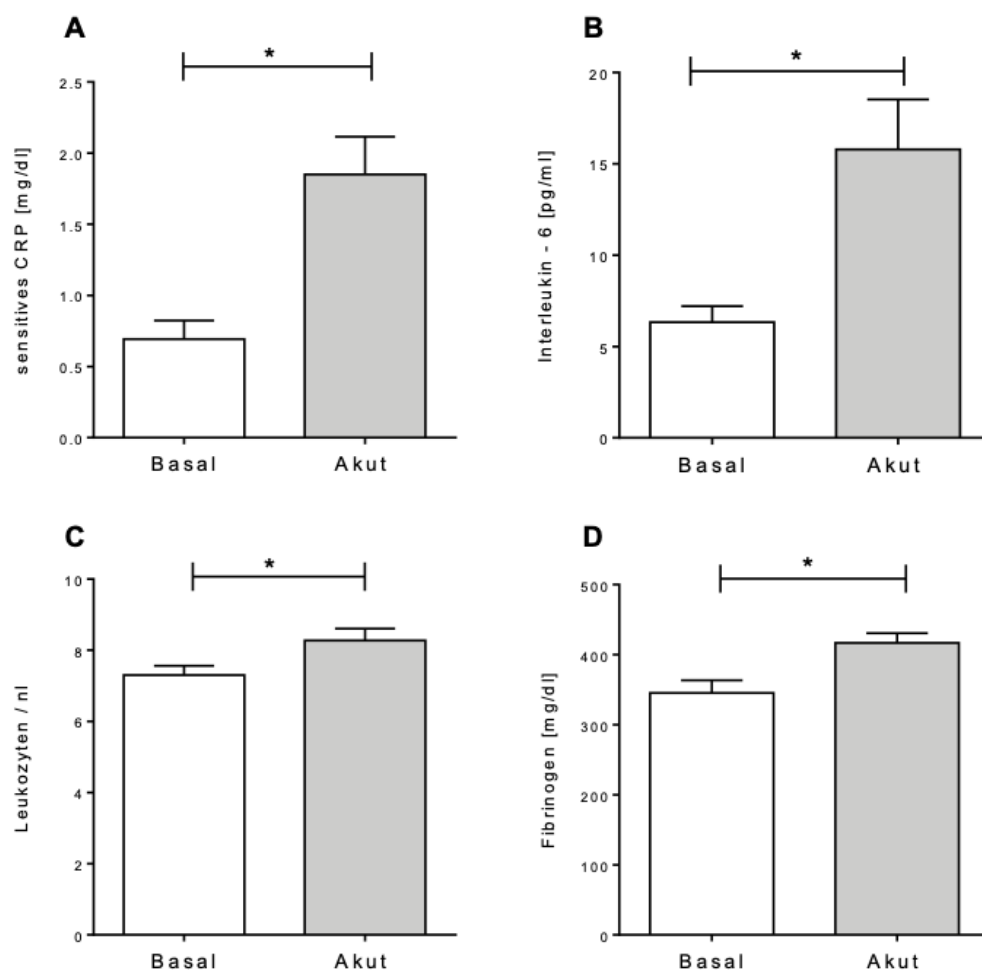 A
*
sensitives CRP [mg/dl]
2.5
2.0
1.5
1.0
0.5
0.0
Basal Akut
B
*
Interleukin - 6 [pg/ml]
20
15
10
5
0
Basal Akut
C
*
Leukozyten / nl
10
8
6
4
2
0
Basal Akut
D
*
Fibrinogen [mg/dl]
500
400
300
200
100
0
Basal Akut